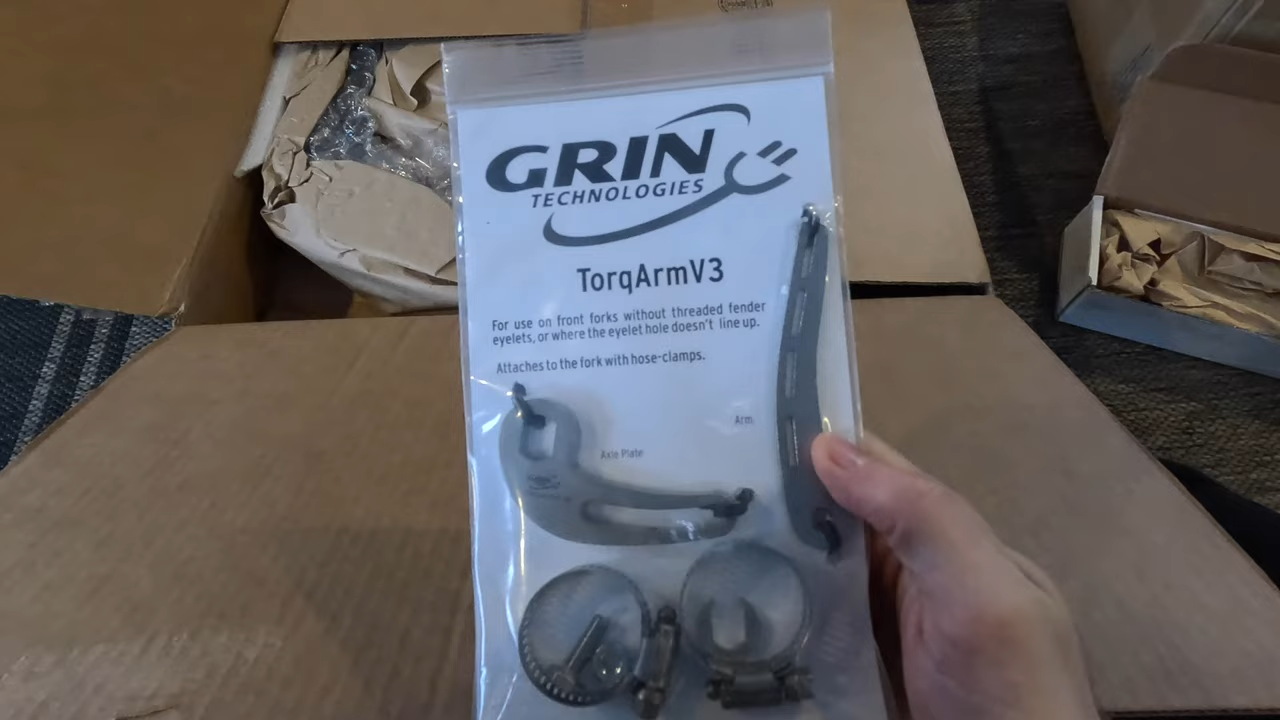 GRIN
TECHNOLOGIES
TorqArmV3
For use on front forks without threaded fender
eyelets, or where the eyelet hole doesn't line up.
Attaches to the fork with hose-clamps.
Arm
Axle Plate